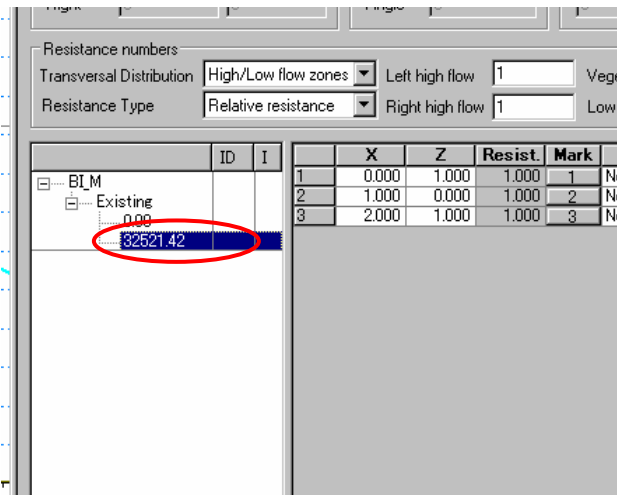 Resistance numbers
Transversal Distribution High/Low flow zones Left high flow 1 Vege
Resistance Type Relative resistance Right high flow 1 Low
ID I X Z Resist. Mark
1 0.000 1.000 1.000 1 N
2 1.000 0.000 1.000 2 N
3 2.000 1.000 1.000 3 N
BI_M
Existing
0.00
32521.42